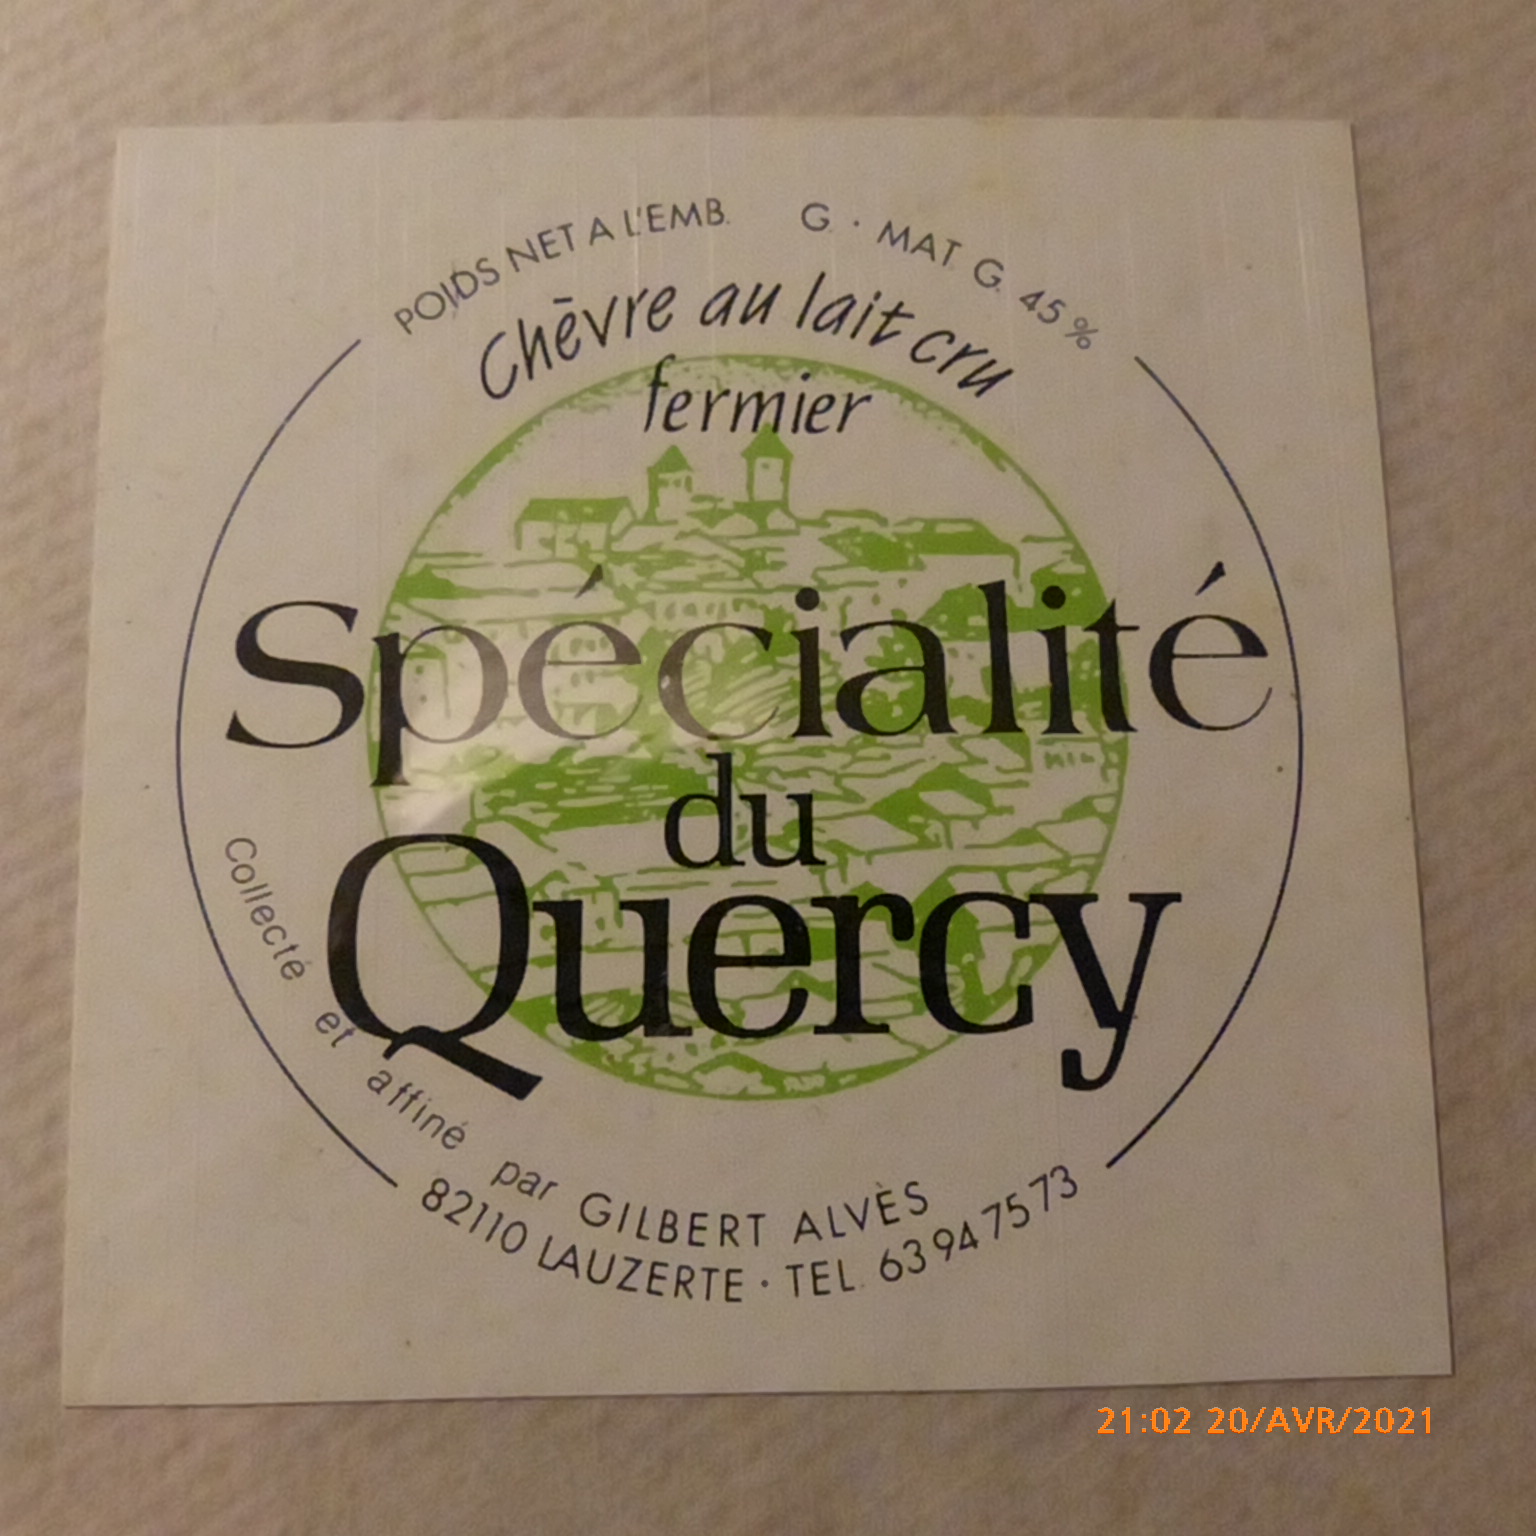 POIDS NET A L'EMB. G. · MAT. G. 45 %
Chèvre au lait cru
fermier
Spécialité
du
Quercy
Collecté et affiné par GILBERT ALVÈS
82110 LAUZERTE · TEL. 63 94 75 73
21:02 20/AVR/2021